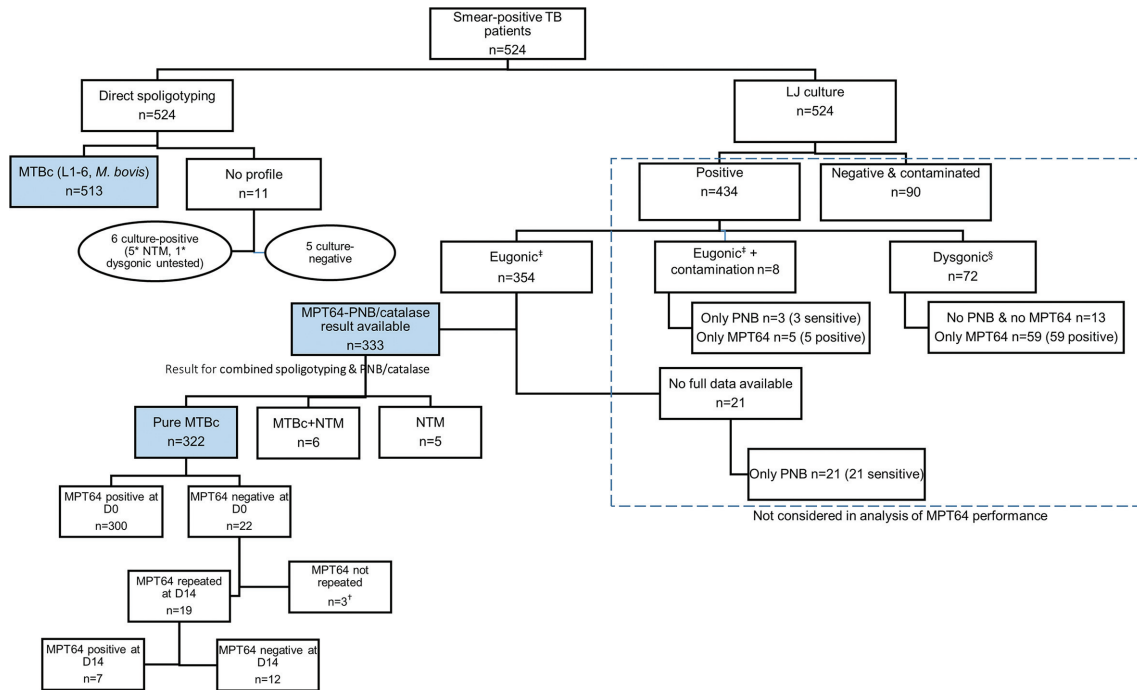 Smear-positive TB
patients
n=524
Direct spoligotyping
n=524
LJ culture
n=524
MTBc (L1-6, M. bovis)
n=513
No profile
n=11
Positive
n=434
Negative & contaminated
n=90
6 culture-positive
(5* NTM, 1*
dysgonic untested)
5 culture-
negative
Eugonic‡
n=354
Eugonic‡ +
contamination n=8
Dysgonic§
n=72
MPT64-PNB/catalase
result available
n=333
Only PNB n=3 (3 sensitive)
Only MPT64 n=5 (5 positive)
No PNB & no MPT64 n=13
Only MPT64 n=59 (59 positive)
Result for combined spoligotyping & PNB/catalase
No full data available
n=21
Pure MTBc
n=322
MTBc+NTM
n=6
NTM
n=5
Only PNB n=21 (21 sensitive)
MPT64 positive at
D0
n=300
MPT64 negative at
D0
n=22
Not considered in analysis of MPT64 performance
MPT64 repeated
at D14
n=19
MPT64 not
repeated
n=3†
MPT64 positive at
D14
n=7
MPT64 negative at
D14
n=12